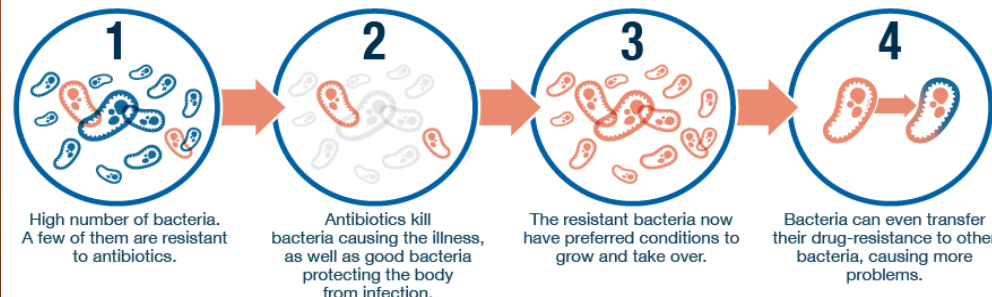 1
High number of bacteria.
A few of them are resistant
to antibiotics.
2
Antibiotics kill
bacteria causing the illness,
as well as good bacteria
protecting the body
from infection.
3
The resistant bacteria now
have preferred conditions to
grow and take over.
4
Bacteria can even transfer
their drug-resistance to other
bacteria, causing more
problems.